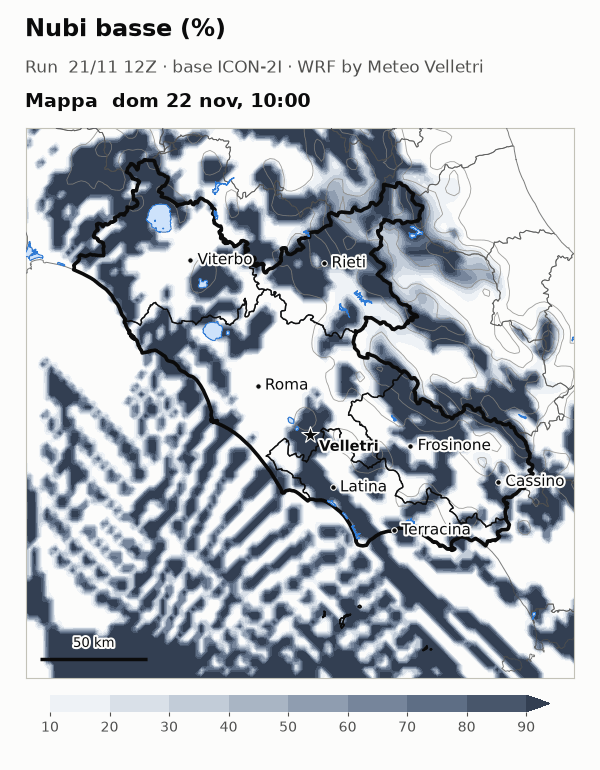 Nubi basse (%)
Run  21/11 12Z · base ICON-2I · WRF by Meteo Velletri
Mappa  dom 22 nov, 10:00
Viterbo
Rieti
Roma
Velletri
Frosinone
Latina
Cassino
Terracina
50 km
10 20 30 40 50 60 70 80 90